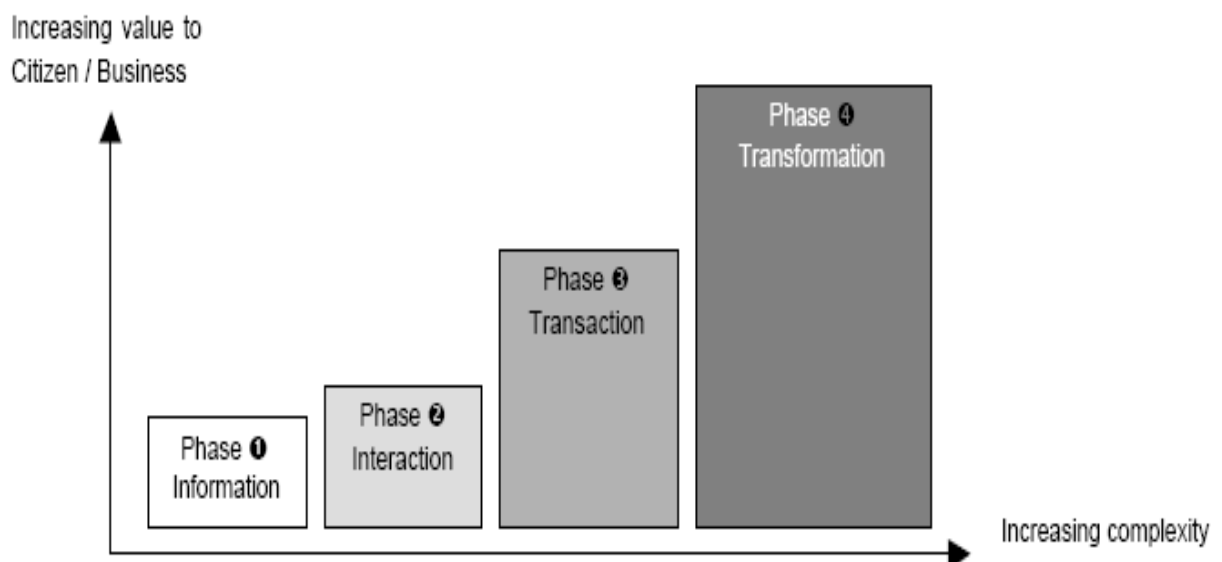 Increasing value to
Citizen / Business
Phase ❹
Transformation
Phase ❸
Transaction
Phase ❷
Interaction
Phase ❶
Information
Increasing complexity